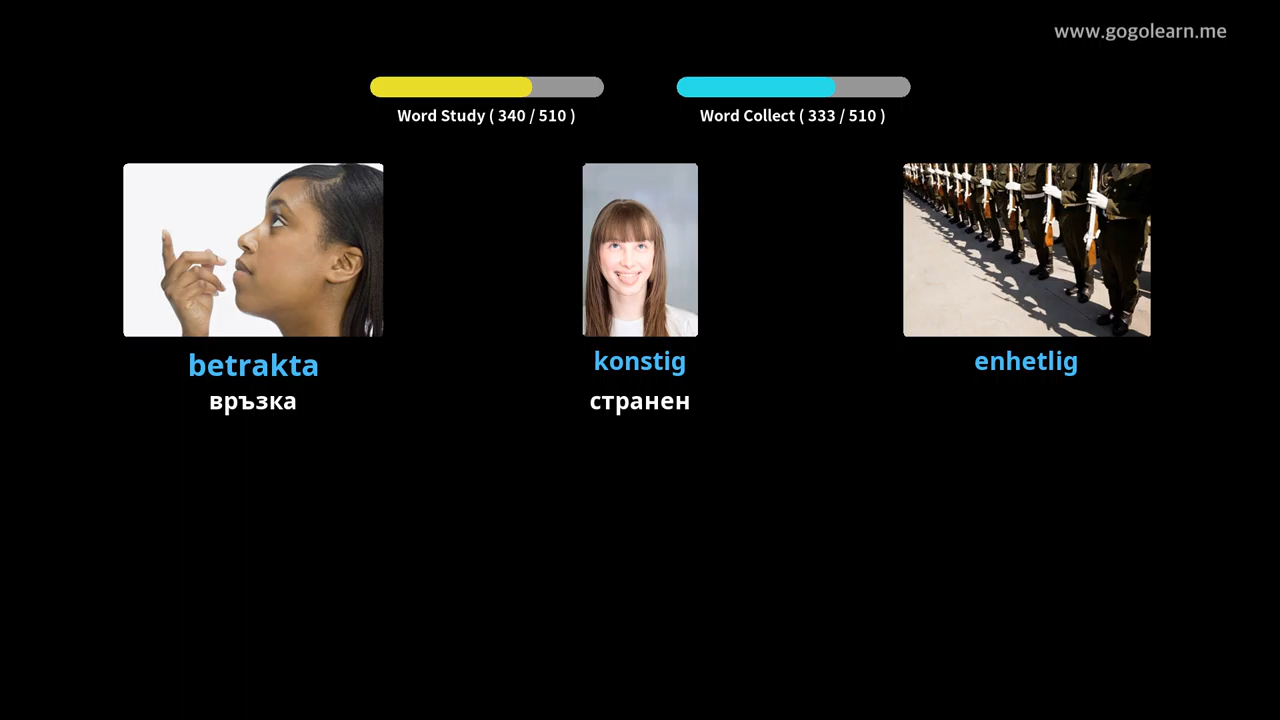 www.gogolearn.me
Word Study ( 340 / 510 )
Word Collect ( 333 / 510 )
betrakta
konstig
enhetlig
връзка
странен